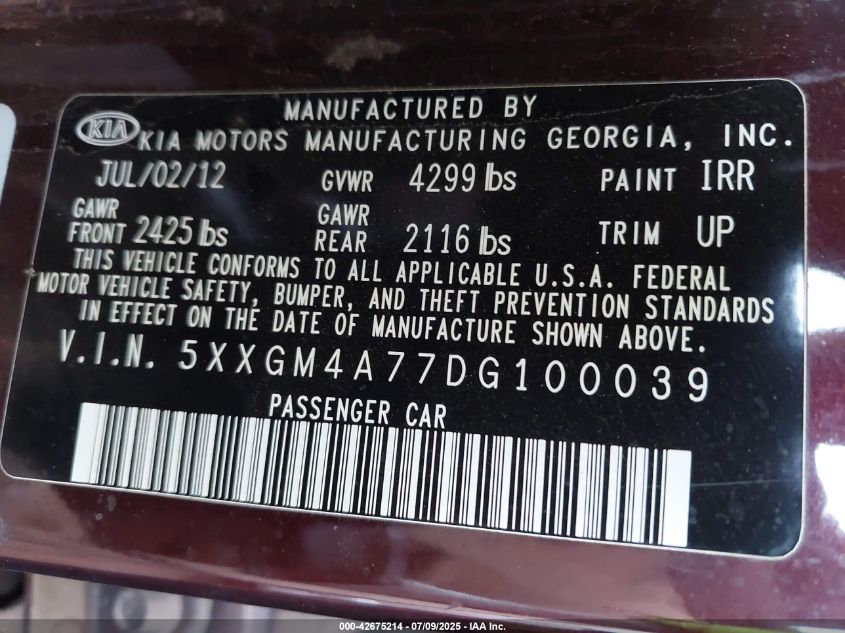 MANUFACTURED BY
KIA KIA MOTORS MANUFACTURING GEORGIA, INC.
JUL/02/12 GVWR 4299 lbs PAINT IRR
GAWR FRONT 2425 lbs GAWR REAR 2116 lbs TRIM UP
THIS VEHICLE CONFORMS TO ALL APPLICABLE U.S.A. FEDERAL
MOTOR VEHICLE SAFETY, BUMPER, AND THEFT PREVENTION STANDARDS
IN EFFECT ON THE DATE OF MANUFACTURE SHOWN ABOVE.
V.I.N. 5XXGM4A77DG100039
PASSENGER CAR
000-42675214 - 07/09/2025 - IAA Inc.